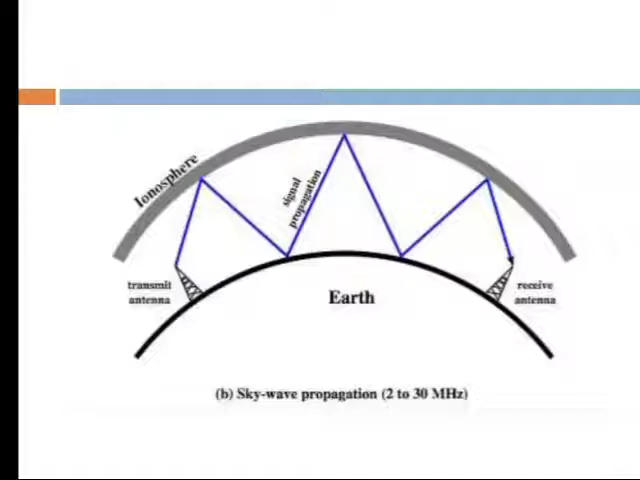 Ionosphere
signal
propagation
transmit
antenna
Earth
receive
antenna
(b) Sky-wave propagation (2 to 30 MHz)